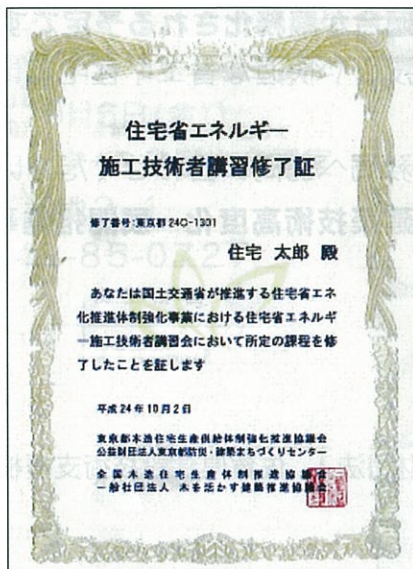 住宅省エネルギー
施工技術者講習修了証
修了番号:東京都 24Q-1301
住宅 太郎 殿
あなたは国土交通省が推進する住宅省エネ
化推進体制強化事業における住宅省エネルギ
ー施工技術者講習会において所定の課程を修
了したことを証します
平成24年10月2日
東京都木造住宅生産供給体制強化推進協議会
公益財団法人東京都防災・建築まちづくりセンター
全国木造住宅生産体制推進協議会
一般社団法人 木を活かす建築推進協議会